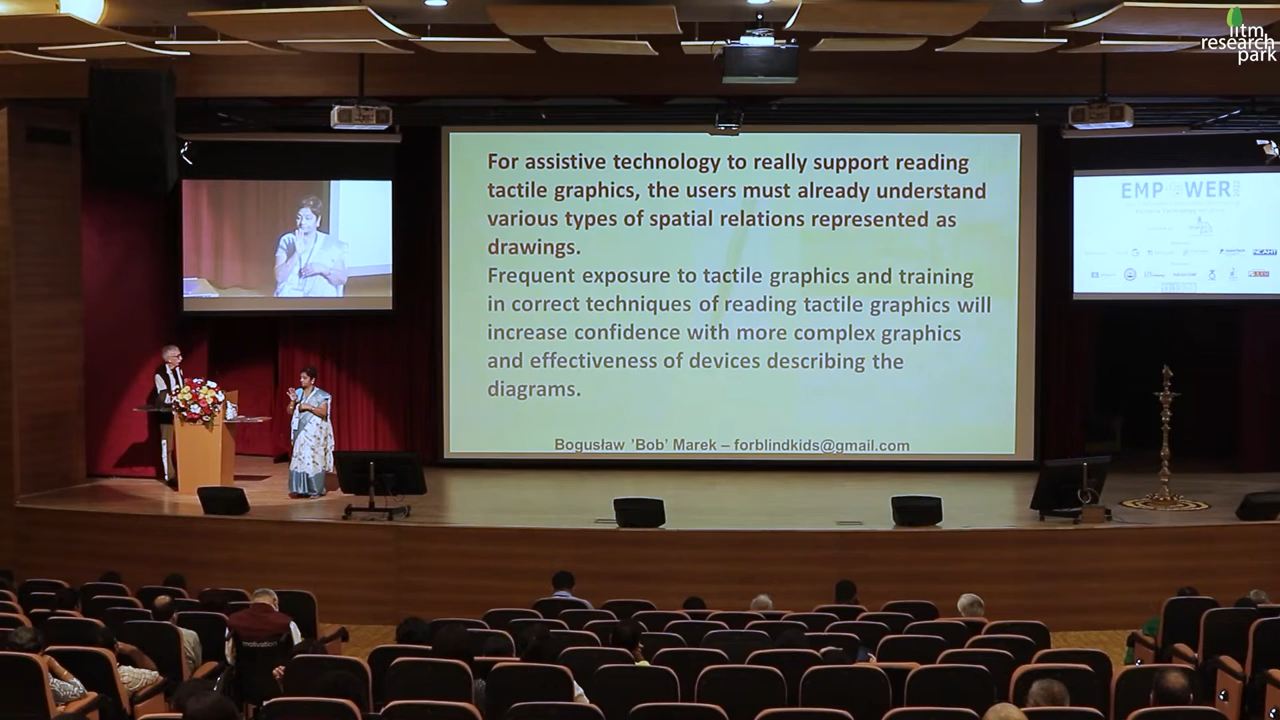 iitm
research
park
For assistive technology to really support reading
tactile graphics, the users must already understand
various types of spatial relations represented as
drawings.
Frequent exposure to tactile graphics and training
in correct techniques of reading tactile graphics will
increase confidence with more complex graphics
and effectiveness of devices describing the
diagrams.
Bogusław ’Bob’ Marek – forblindkids@gmail.com
EMPOWER
NCAHT
motivation